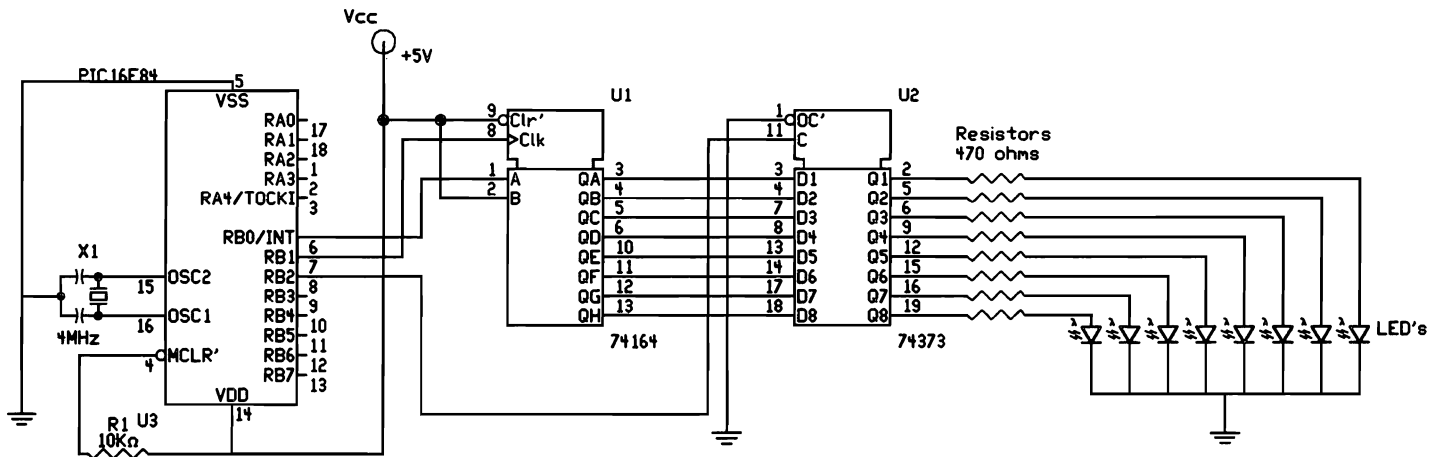 Vcc
+5V
PIC16F84
5
VSS
RA0
17
RA1
18
RA2
1
RA3
2
RA4/TOCKI
3
RB0/INT
6
RB1
7
RB2
8
RB3
9
RB4
10
RB5
11
RB6
12
RB7
13
X1
15
OSC2
16
OSC1
4MHz
4
MCLR'
VDD
14
R1
U3
10KΩ
U1
9
Clr'
8
Clk
1
A
2
B
QA
3
QB
4
QC
5
QD
6
QE
10
QF
11
QG
12
QH
13
74164
U2
1
OC'
11
C
3
D1
4
D2
7
D3
8
D4
13
D5
14
D6
17
D7
18
D8
Q1
2
Q2
5
Q3
6
Q4
9
Q5
12
Q6
15
Q7
16
Q8
19
74373
Resistors
470 ohms
λ
λ
λ
λ
λ
λ
λ
λ
LED's